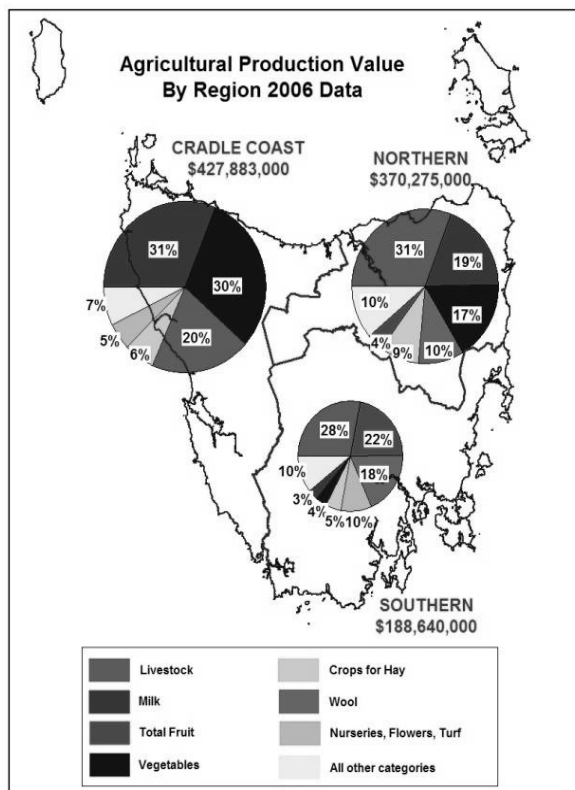 Agricultural Production Value
By Region 2006 Data
CRADLE COAST
$427,883,000
NORTHERN
$370,275,000
31%
30%
20%
6%
5%
7%
31%
19%
17%
10%
9%
4%
10%
28%
22%
18%
10%
5%
4%
3%
10%
SOUTHERN
$188,640,000
Livestock
Milk
Total Fruit
Vegetables
Crops for Hay
Wool
Nurseries, Flowers, Turf
All other categories